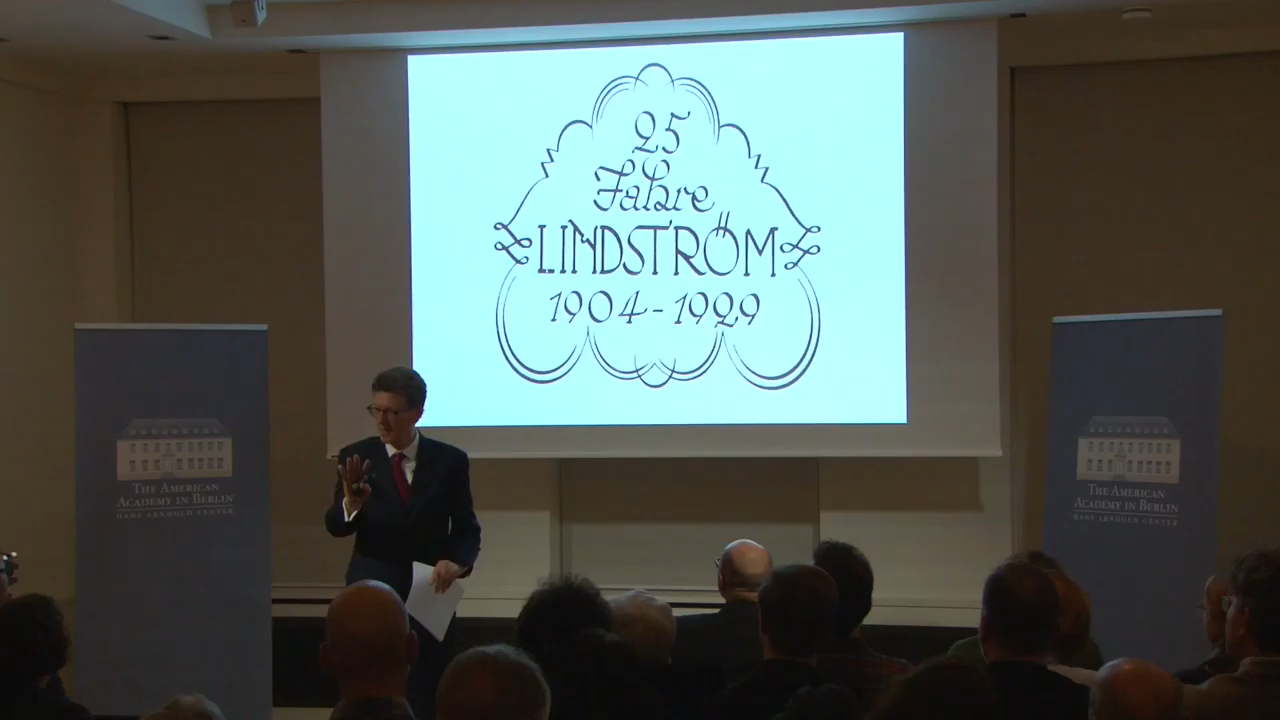 25
Jahre
LINDSTRÖM
1904-1929
THE AMERICAN
ACADEMY IN BERLIN
HANS ARNHOLD CENTER
THE AMERICAN
ACADEMY IN BERLIN
HANS ARNHOLD CENTER